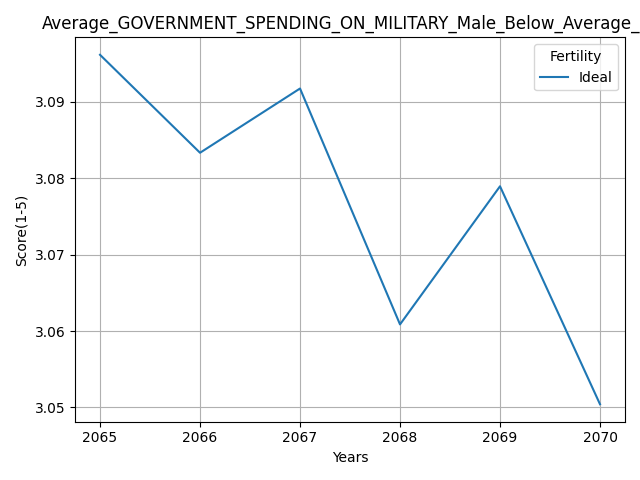 Average_GOVERNMENT_SPENDING_ON_MILITARY_Male_Below_Average_
Fertility
Ideal
Score(1-5)
3.09
3.08
3.07
3.06
3.05
2065 2066 2067 2068 2069 2070
Years